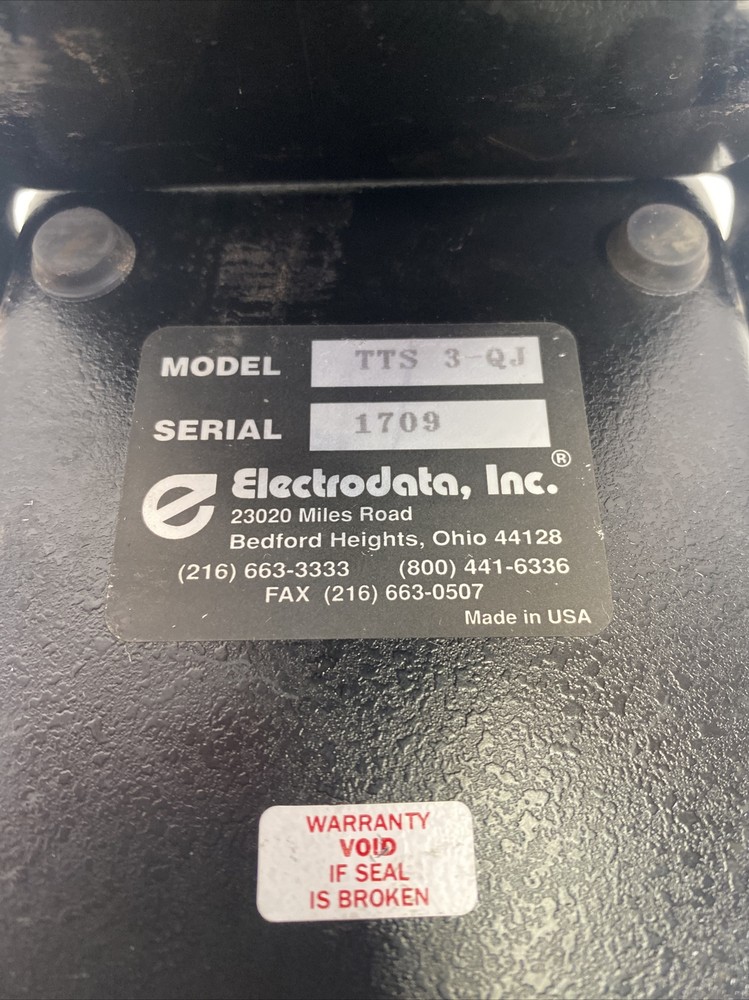 MODEL TTS 3-QJ
SERIAL 1709
e Electrodata, Inc.®
23020 Miles Road
Bedford Heights, Ohio 44128
(216) 663-3333 (800) 441-6336
FAX (216) 663-0507
Made in USA
WARRANTY
VOID
IF SEAL
IS BROKEN